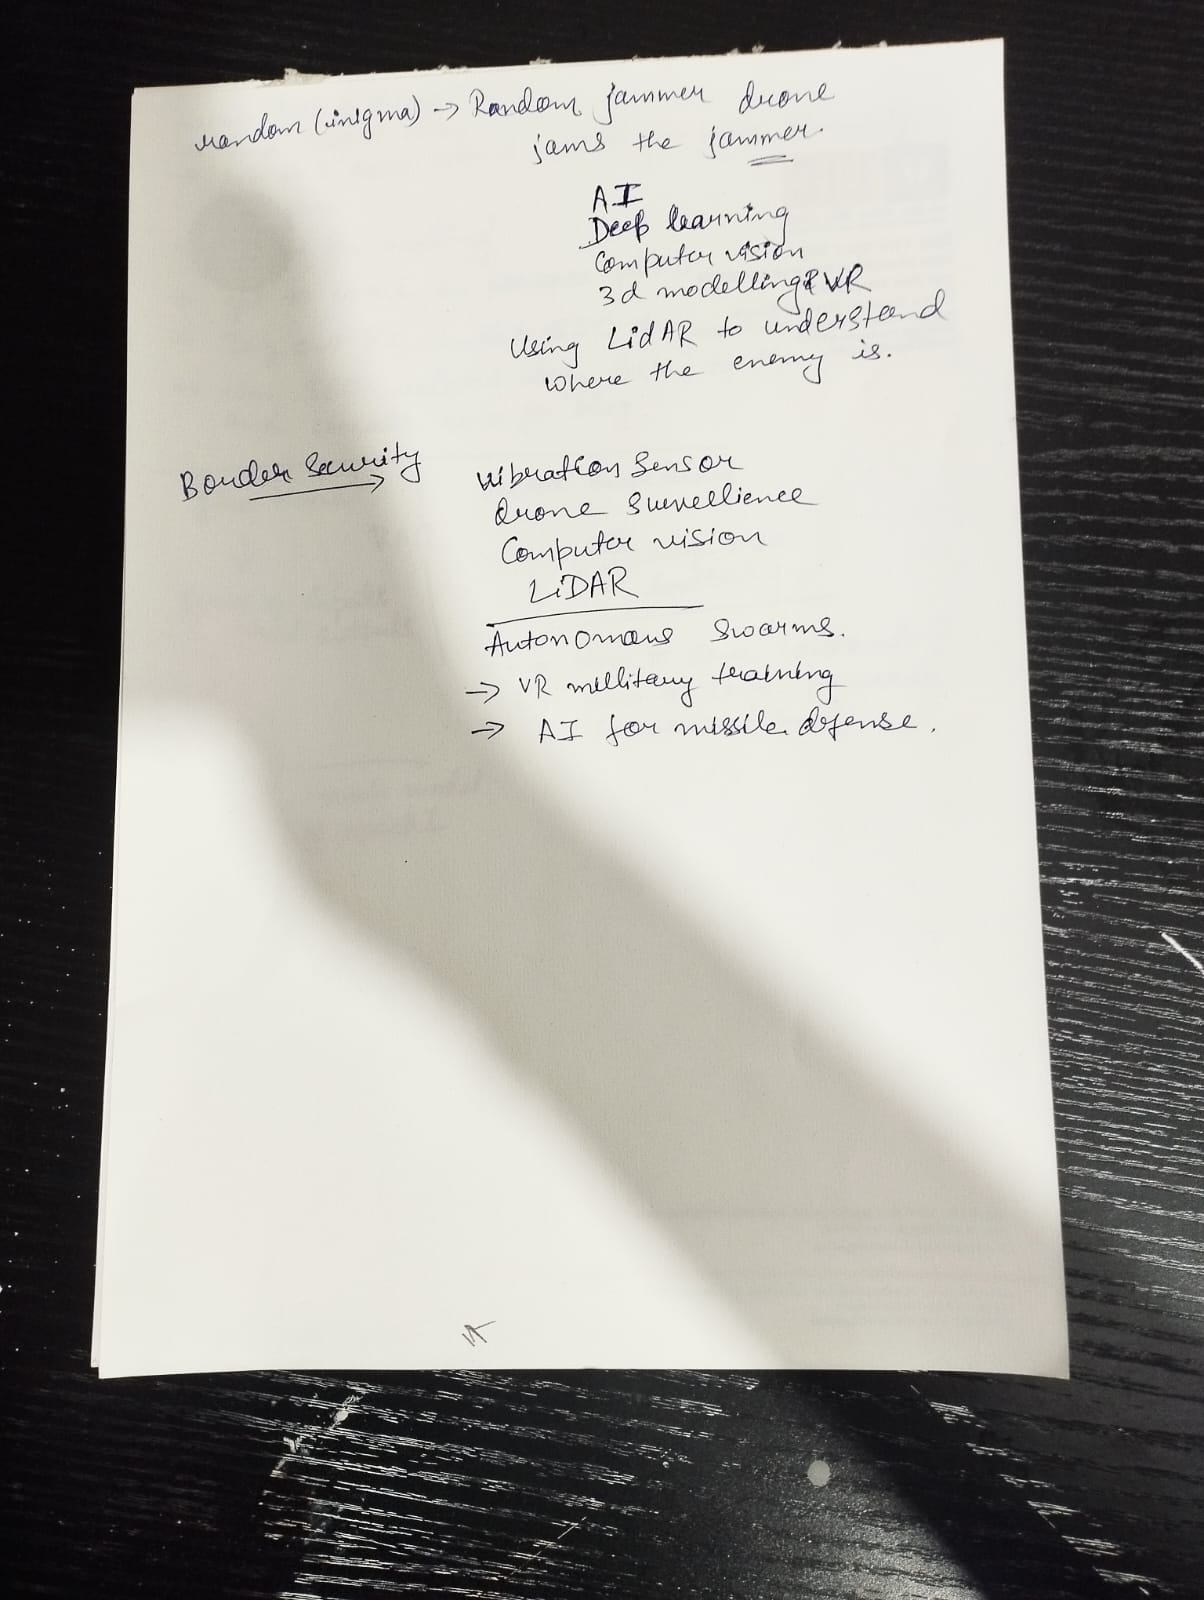 random (inigma) → Random jammer drone
jams the jammer.
AI
Deep learning
Computer vision
3d modelling & VR
Using LidAR to understand
where the enemy is.
Border Security →
vibration Sensor
drone Survellience
Computer vision
LiDAR
Autonomous Swarms.
→ VR millitary training
→ AI for missile defense.